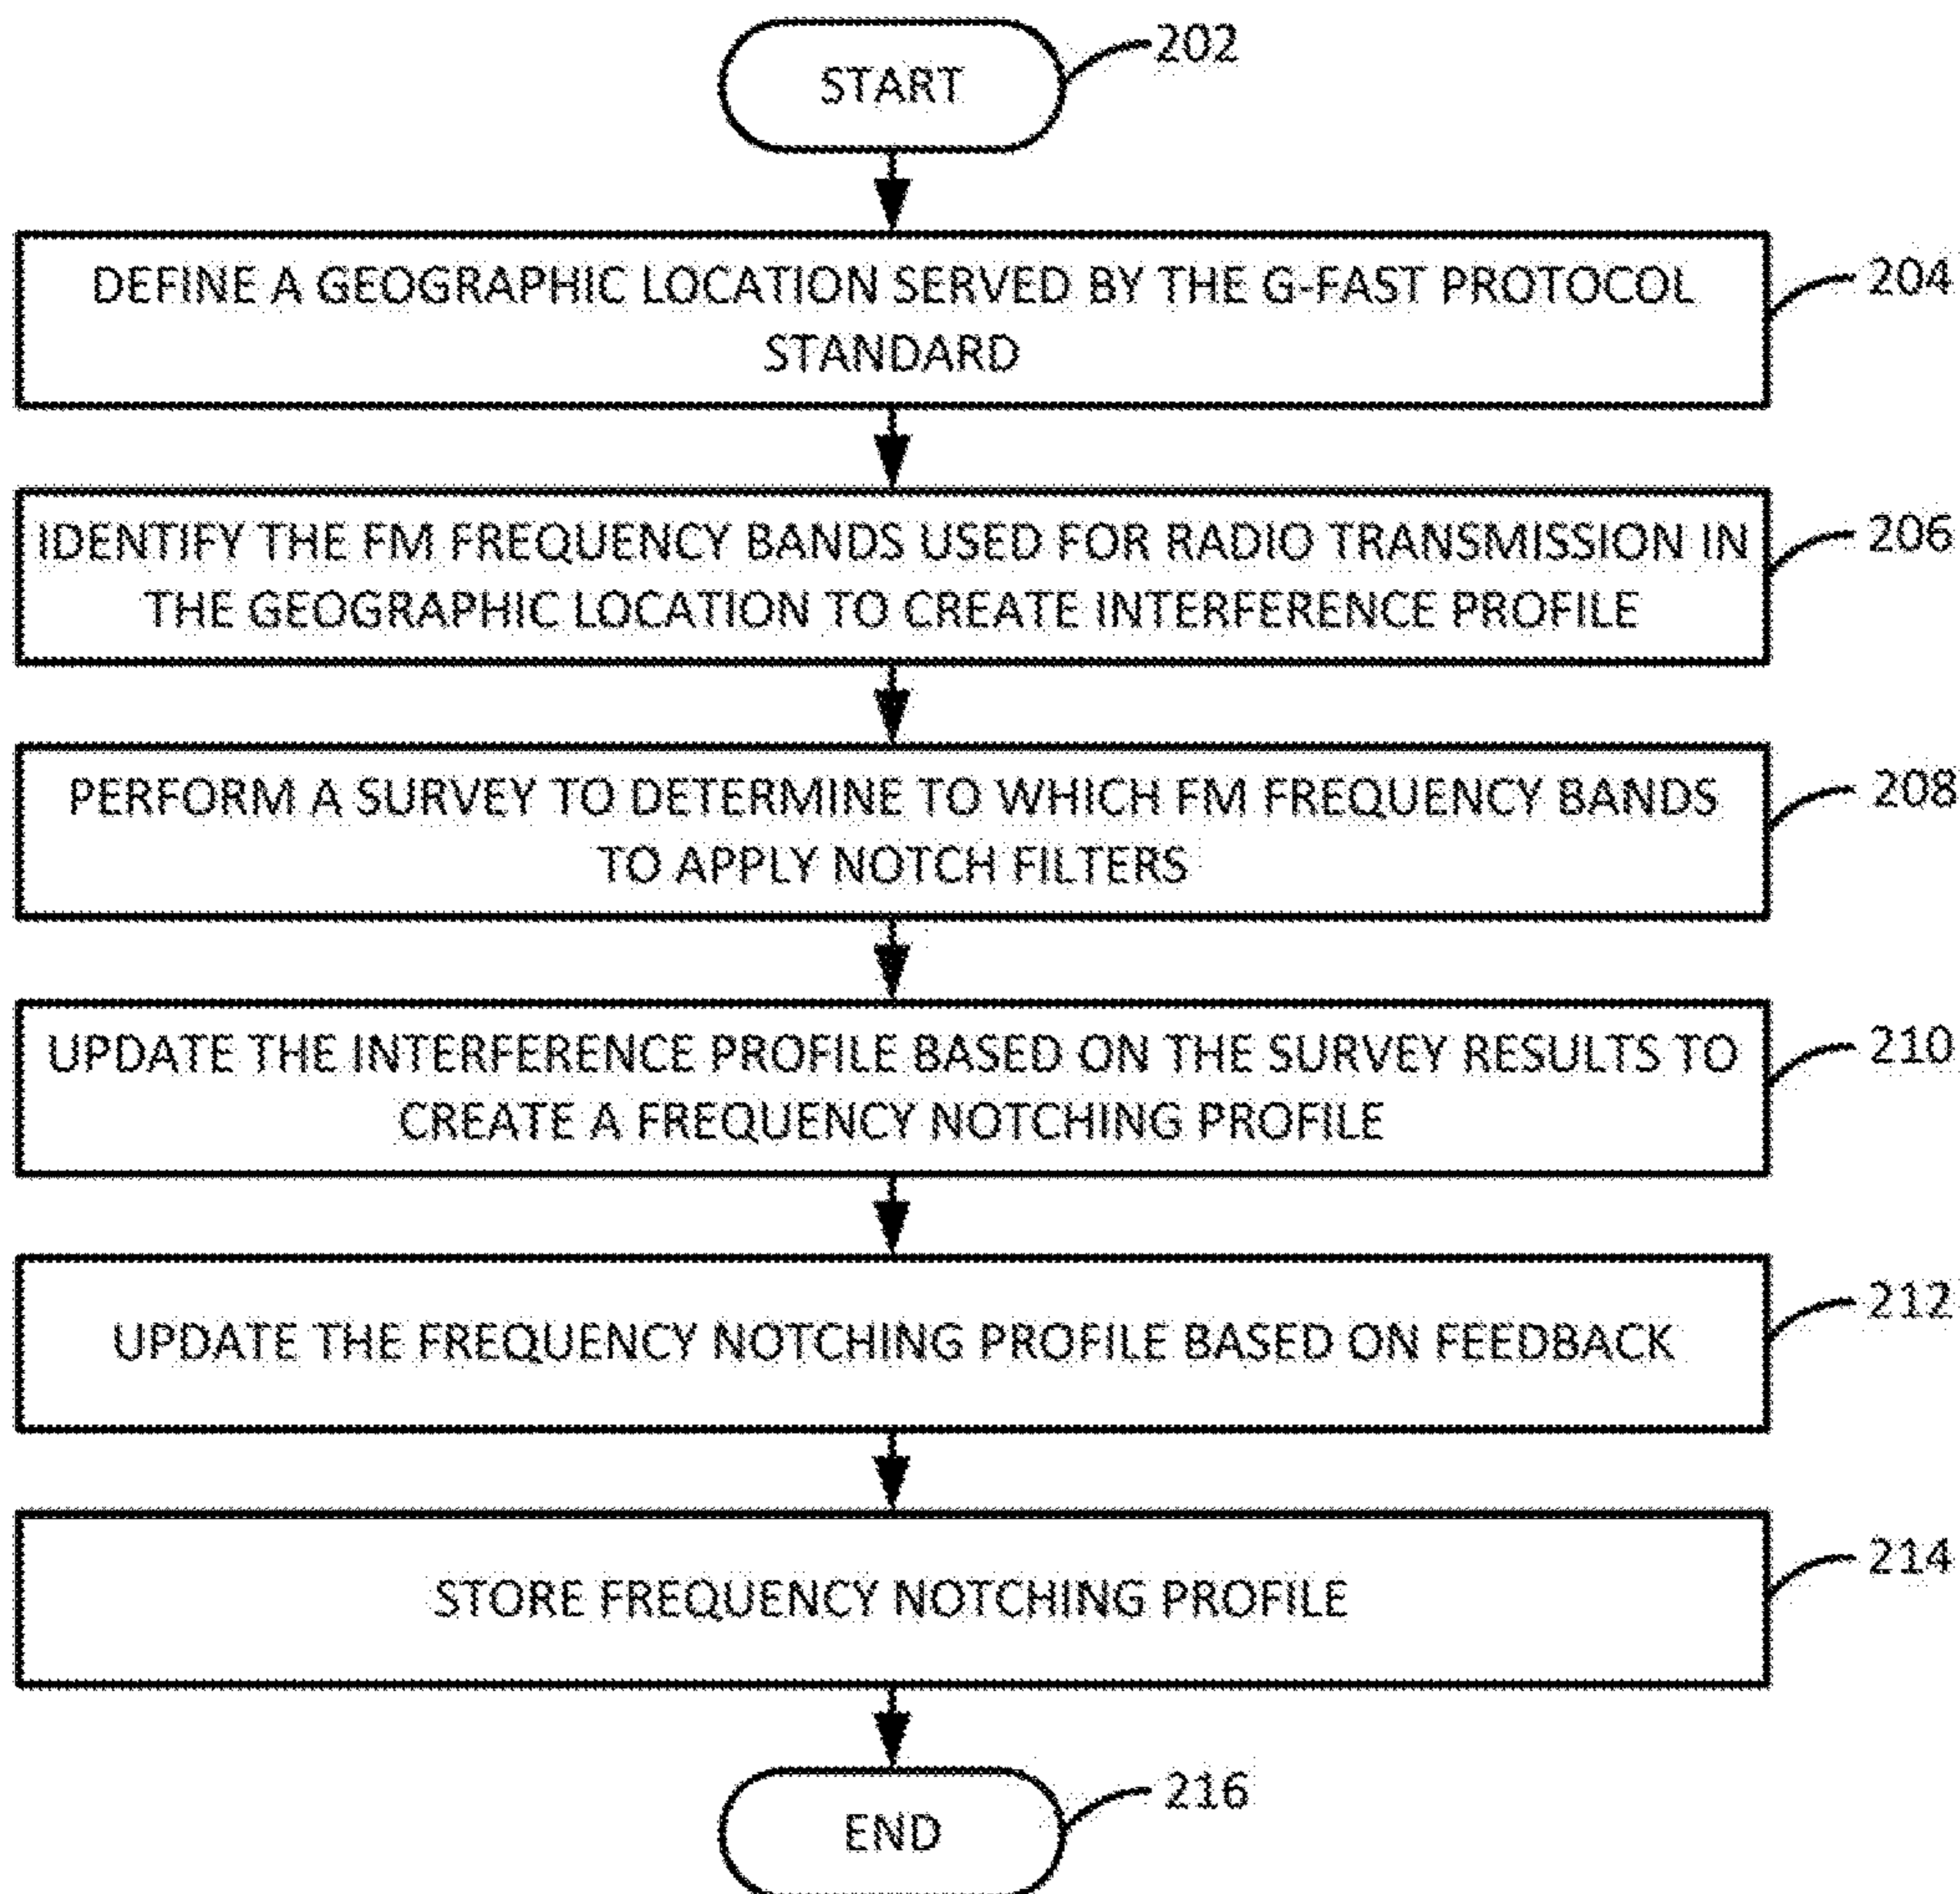 START
202
DEFINE A GEOGRAPHIC LOCATION SERVED BY THE G-FAST PROTOCOL
STANDARD
204
IDENTIFY THE FM FREQUENCY BANDS USED FOR RADIO TRANSMISSION IN
THE GEOGRAPHIC LOCATION TO CREATE INTERFERENCE PROFILE
206
PERFORM A SURVEY TO DETERMINE TO WHICH FM FREQUENCY BANDS
TO APPLY NOTCH FILTERS
208
UPDATE THE INTERFERENCE PROFILE BASED ON THE SURVEY RESULTS TO
CREATE A FREQUENCY NOTCHING PROFILE
210
UPDATE THE FREQUENCY NOTCHING PROFILE BASED ON FEEDBACK
212
STORE FREQUENCY NOTCHING PROFILE
214
END
216